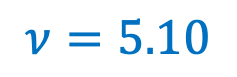 ν = 5.10